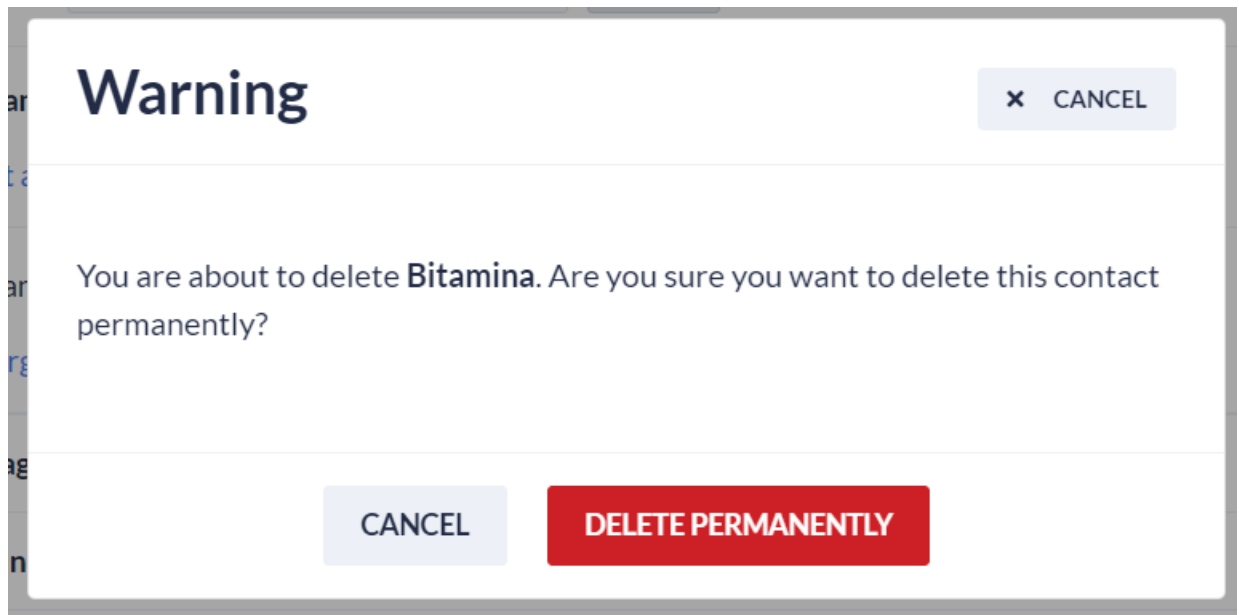 Warning
× CANCEL
You are about to delete Bitamina. Are you sure you want to delete this contact
permanently?
CANCEL
DELETE PERMANENTLY